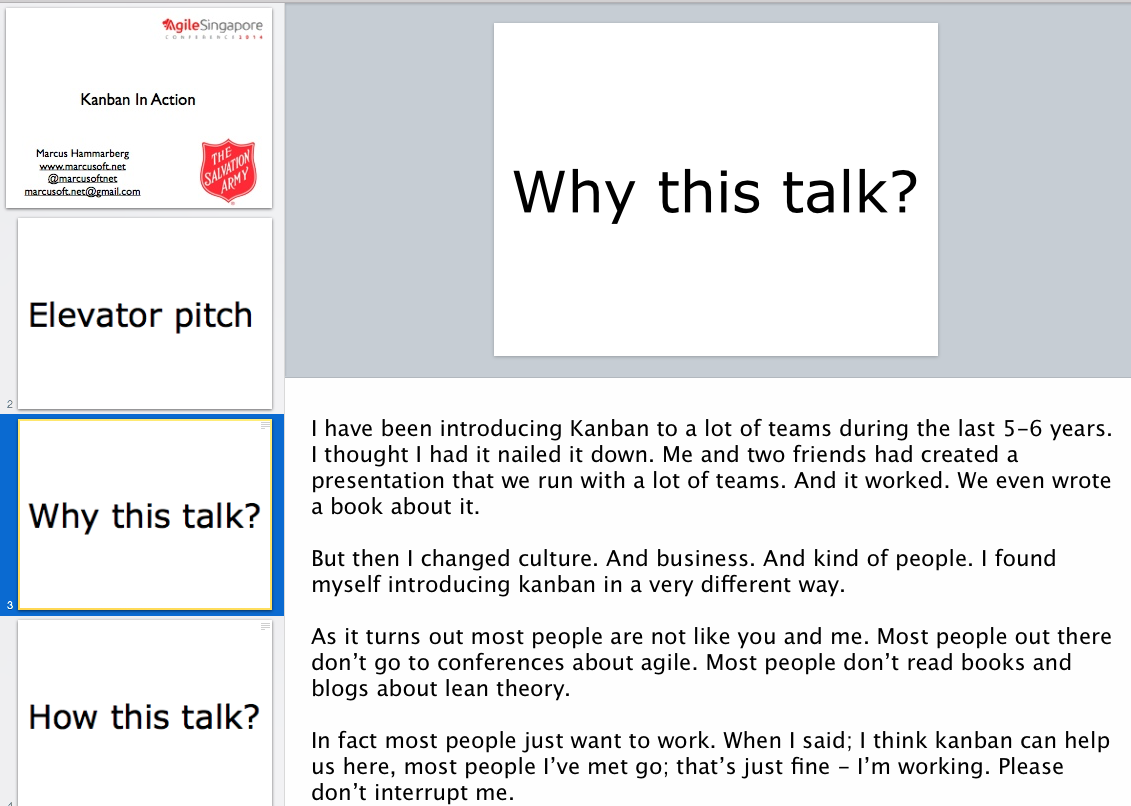 AgileSingapore
CONFERENCE2014
Kanban In Action
Marcus Hammarberg
www.marcusoft.net
@marcusoftnet
marcusoft.net@gmail.com
THE
SALVATION
ARMY
Elevator pitch
2
Why this talk?
3
How this talk?
4
Why this talk?
I have been introducing Kanban to a lot of teams during the last 5-6 years.
I thought I had it nailed it down. Me and two friends had created a
presentation that we run with a lot of teams. And it worked. We even wrote
a book about it.
But then I changed culture. And business. And kind of people. I found
myself introducing kanban in a very different way.
As it turns out most people are not like you and me. Most people out there
don’t go to conferences about agile. Most people don’t read books and
blogs about lean theory.
In fact most people just want to work. When I said; I think kanban can help
us here, most people I’ve met go; that’s just fine – I’m working. Please
don’t interrupt me.